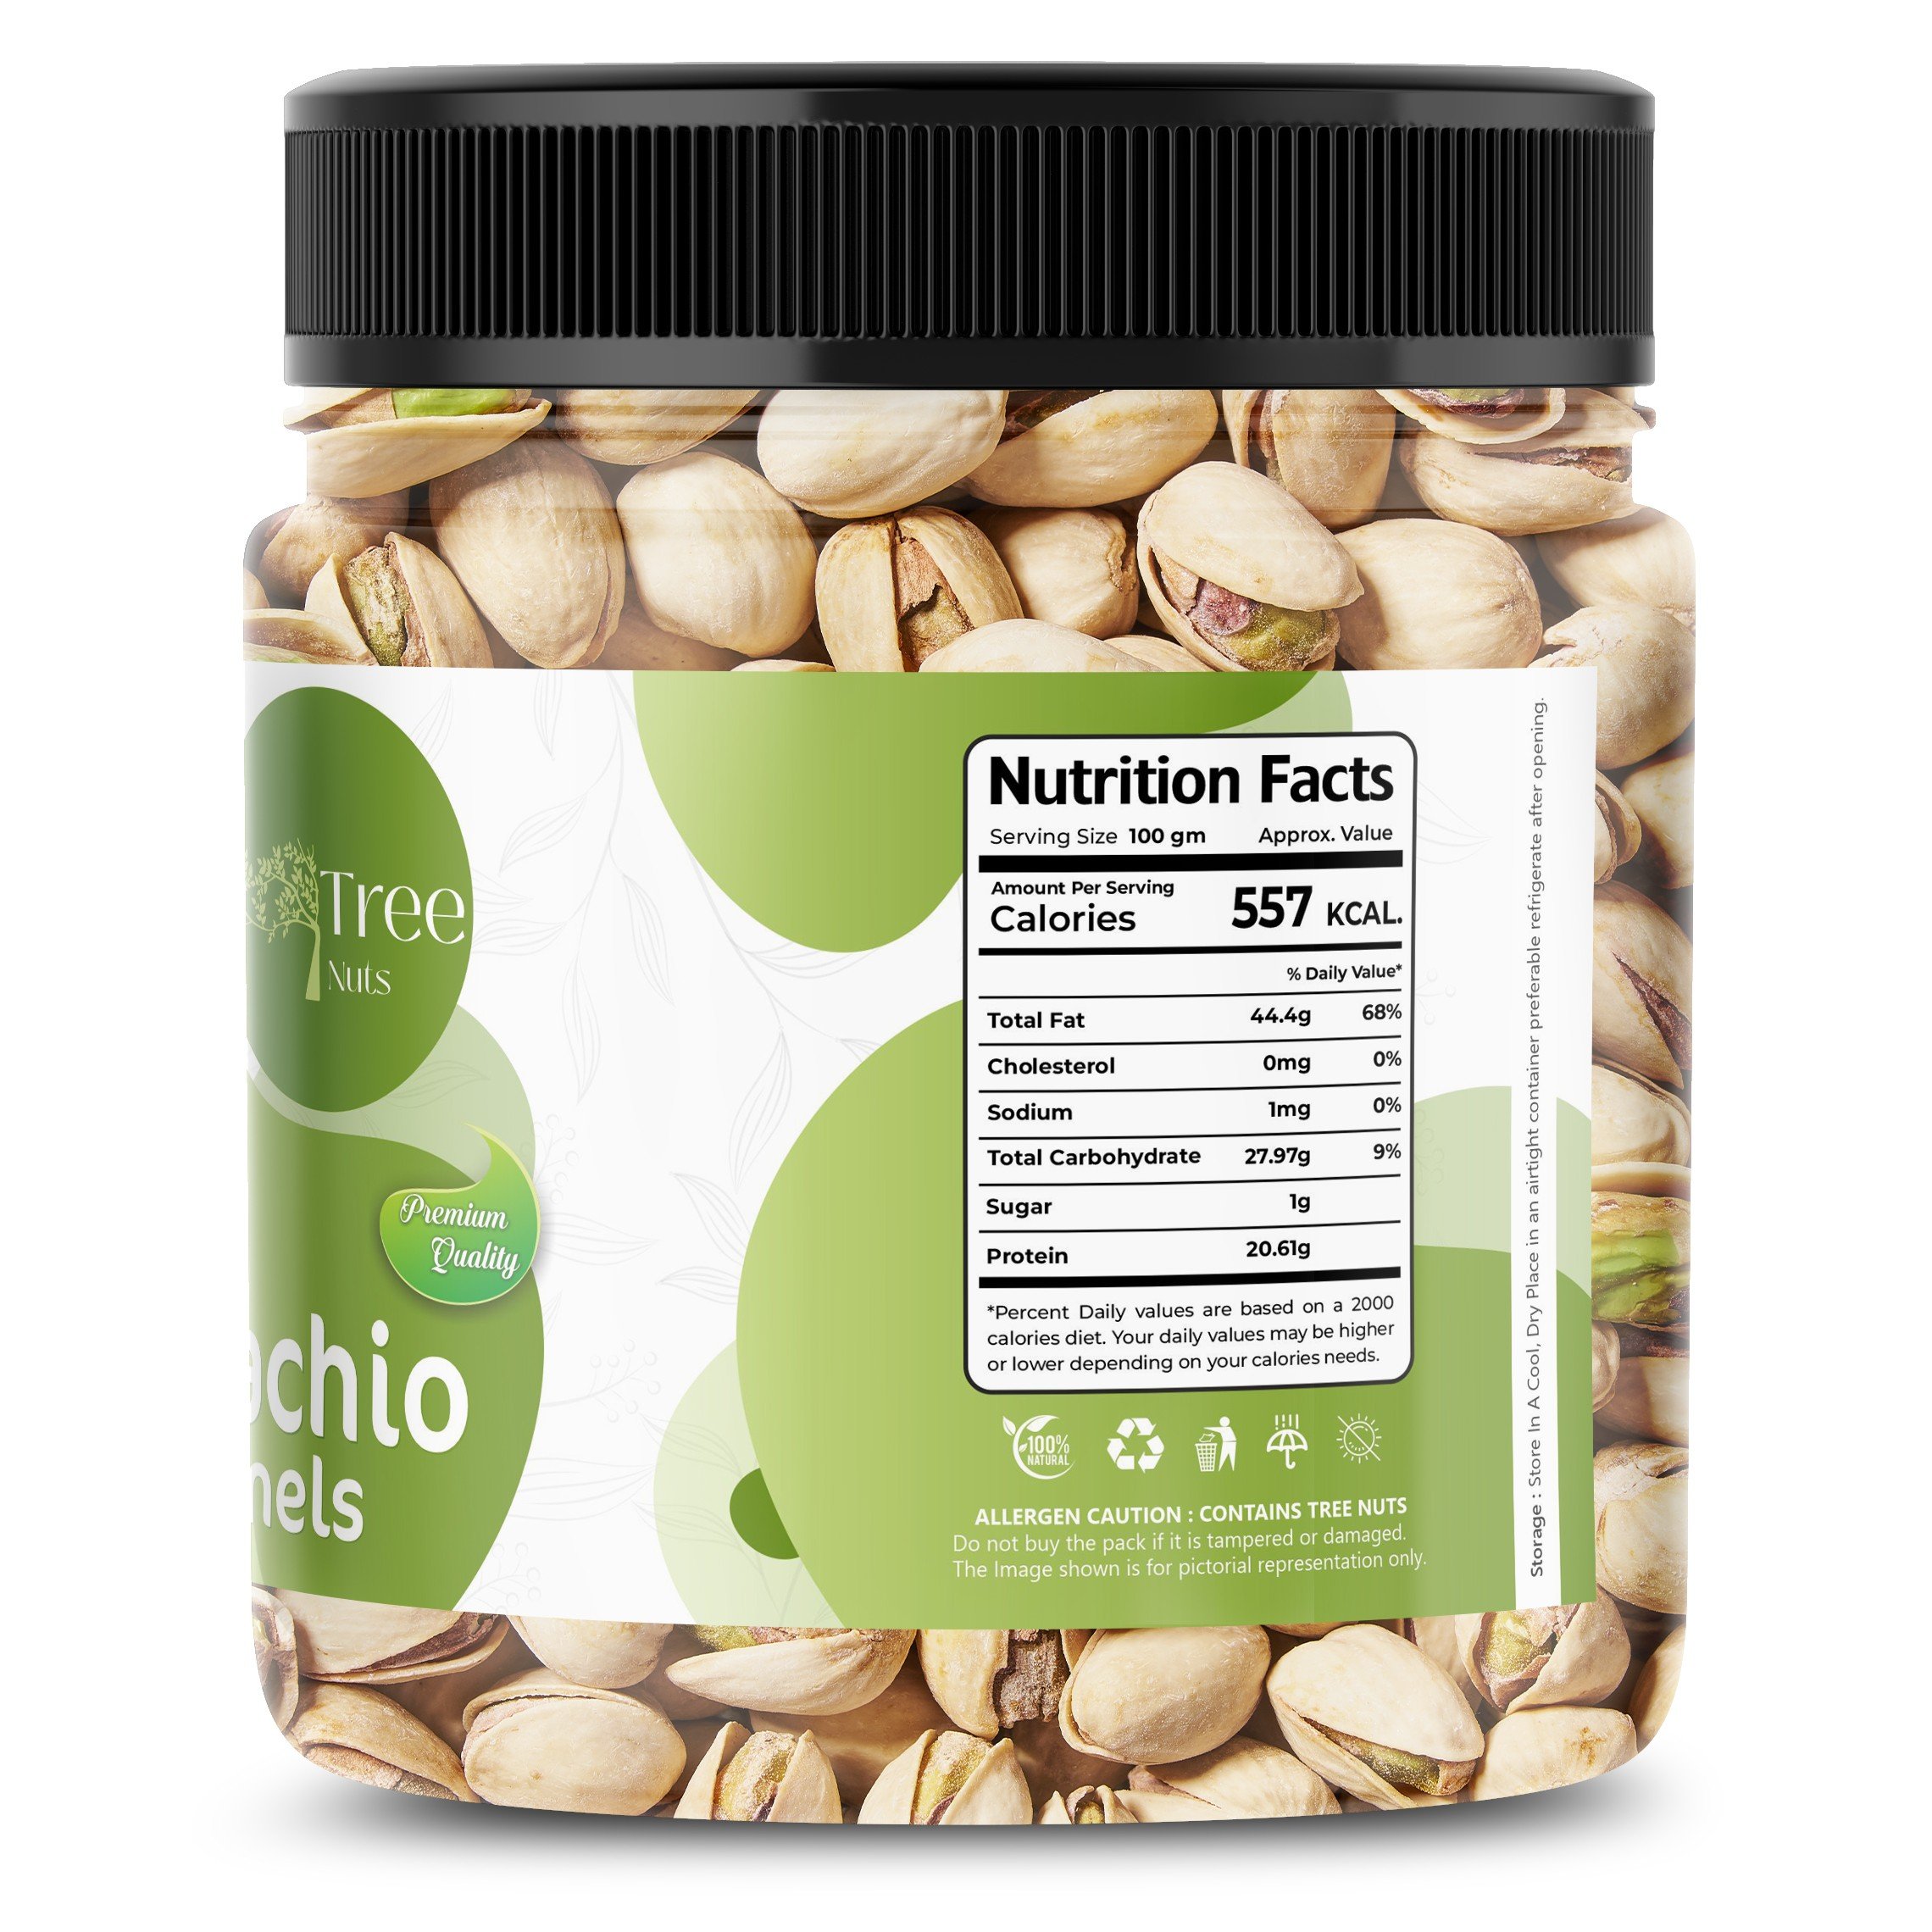 Tree
Nuts
Premium
Quality
achio
nels
Nutrition Facts
Serving Size 100 gm Approx. Value
Amount Per Serving
Calories 557 KCAL.
% Daily Value*
Total Fat 44.4g 68%
Cholesterol 0mg 0%
Sodium 1mg 0%
Total Carbohydrate 27.97g 9%
Sugar 1g
Protein 20.61g
*Percent Daily values are based on a 2000
calories diet. Your daily values may be higher
or lower depending on your calories needs.
100%
NATURAL
ALLERGEN CAUTION : CONTAINS TREE NUTS
Do not buy the pack if it is tampered or damaged.
The Image shown is for pictorial representation only.
Storage : Store In A Cool, Dry Place in an airtight container preferable refrigerate after opening.